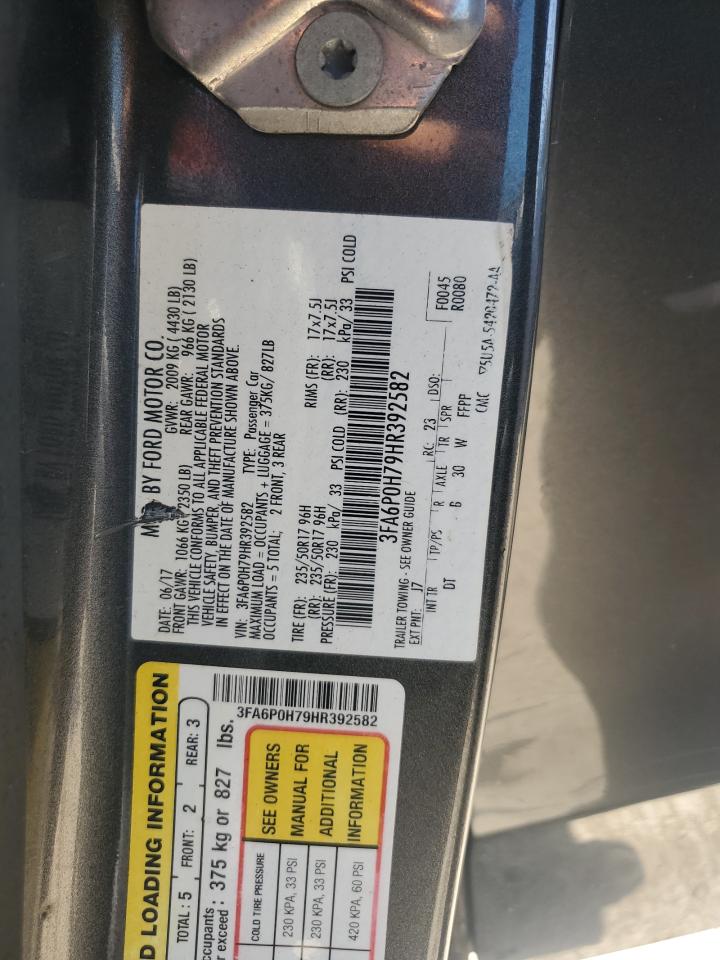 BY FORD MOTOR CO.
DATE: 06/17 GVWR: 2009 KG ( 4430 LB)
FRONT GAWR: 1066 KG 2350 LB) REAR GAWR: 966 KG ( 2130 LB)
THIS VEHICLE CONFORMS TO ALL APPLICABLE FEDERAL MOTOR
VEHICLE SAFETY, BUMPER, AND THEFT PREVENTION STANDARDS
IN EFFECT ON THE DATE OF MANUFACTURE SHOWN ABOVE.
VIN: 3FA6P0H79HR392582 TYPE: Passenger Car
MAXIMUM LOAD = OCCUPANTS + LUGGAGE = 375KG/ 827LB
OCCUPANTS = 5 TOTAL: 2 FRONT, 3 REAR
TIRE (FR): 235/50R17 96H RIMS (FR): 17x7.5J
(RR): 235/50R17 96H (RR): 17x7.5J
PRESSURE (FR): 230 kPa/ 33 PSI COLD (RR): 230 kPa/ 33 PSI COLD
3FA6P0H79HR392582
TRAILER TOWING - SEE OWNER GUIDE
EXT PNT: J7 RC: 23 DSO: F0045
INT TR TP/PS R AXLE TR SPR R0080
DT 6 30 W FFPP
CMC
D LOADING INFORMATION
TOTAL: 5 FRONT: 2 REAR: 3
ccupants:
r exceed: 375 kg or 827 lbs.
3FA6P0H79HR392582
COLD TIRE PRESSURE
230 KPA, 33 PSI
230 KPA, 33 PSI
420 KPA, 60 PSI
SEE OWNERS
MANUAL FOR
ADDITIONAL
INFORMATION